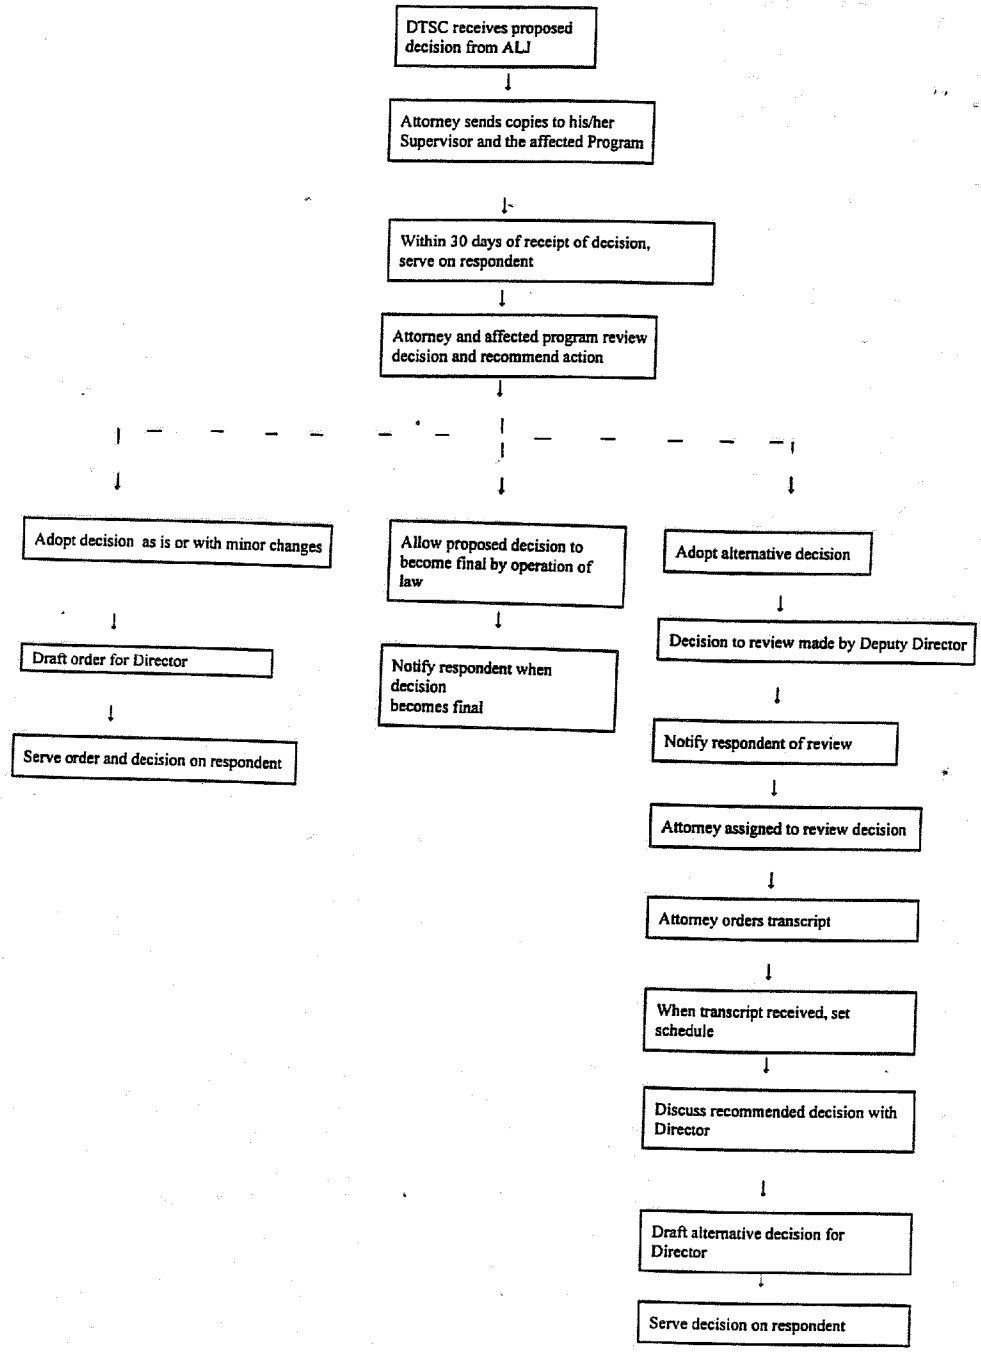 DTSC receives proposed
decision from ALJ
Attorney sends copies to his/her
Supervisor and the affected Program
Within 30 days of receipt of decision,
serve on respondent
Attorney and affected program review
decision and recommend action
Adopt decision as is or with minor changes
Draft order for Director
Serve order and decision on respondent
Allow proposed decision to
become final by operation of
law
Notify respondent when
decision
becomes final
Adopt alternative decision
Decision to review made by Deputy Director
Notify respondent of review
Attorney assigned to review decision
Attorney orders transcript
When transcript received, set
schedule
Discuss recommended decision with
Director
Draft alternative decision for
Director
Serve decision on respondent